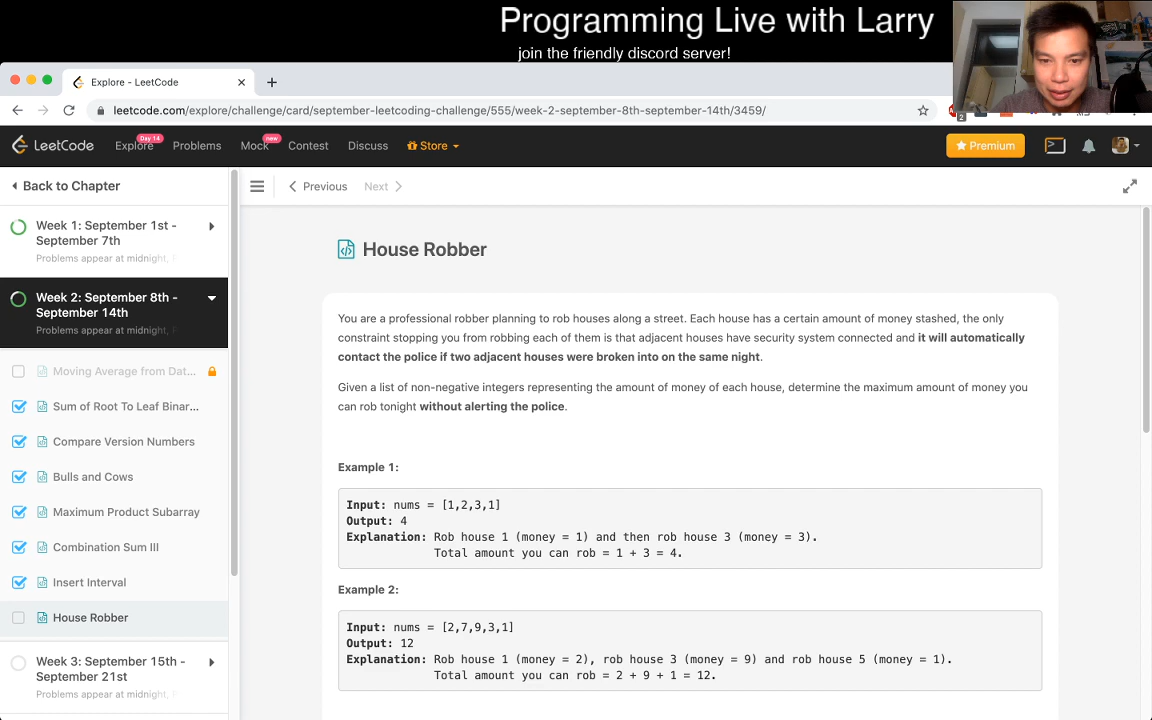 Programming Live with Larry
join the friendly discord server!
Explore - LeetCode
leetcode.com/explore/challenge/card/september-leetcoding-challenge/555/week-2-september-8th-september-14th/3459/
2
LeetCode
Explore
Day 14
Problems
Mock
new
Contest
Discuss
Store
Premium
Back to Chapter
Previous
Next
Week 1: September 1st -
September 7th
Problems appear at midnight,
Week 2: September 8th -
September 14th
Problems appear at midnight,
Moving Average from Dat...
Sum of Root To Leaf Binar...
Compare Version Numbers
Bulls and Cows
Maximum Product Subarray
Combination Sum III
Insert Interval
House Robber
Week 3: September 15th -
September 21st
Problems appear at midnight,
House Robber
You are a professional robber planning to rob houses along a street. Each house has a certain amount of money stashed, the only
constraint stopping you from robbing each of them is that adjacent houses have security system connected and it will automatically
contact the police if two adjacent houses were broken into on the same night.
Given a list of non-negative integers representing the amount of money of each house, determine the maximum amount of money you
can rob tonight without alerting the police.
Example 1:
Input: nums = [1,2,3,1]
Output: 4
Explanation: Rob house 1 (money = 1) and then rob house 3 (money = 3).
Total amount you can rob = 1 + 3 = 4.
Example 2:
Input: nums = [2,7,9,3,1]
Output: 12
Explanation: Rob house 1 (money = 2), rob house 3 (money = 9) and rob house 5 (money = 1).
Total amount you can rob = 2 + 9 + 1 = 12.